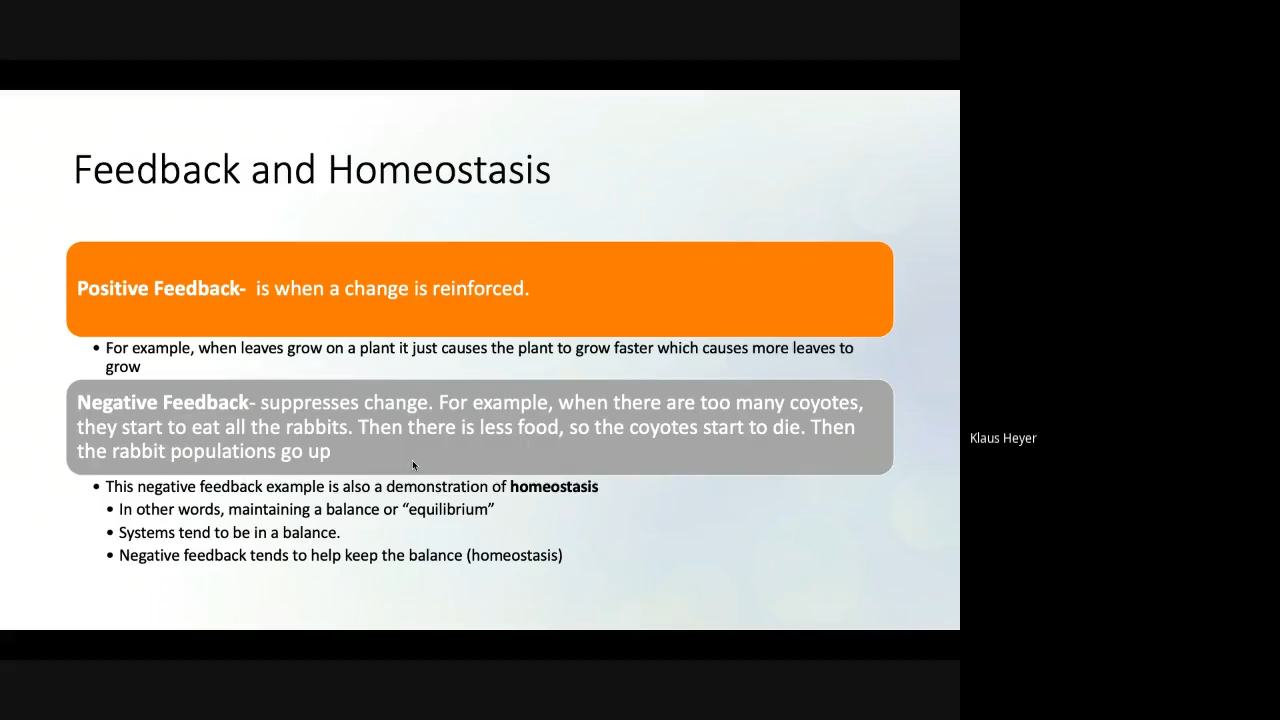 Feedback and Homeostasis
Positive Feedback- is when a change is reinforced.
• For example, when leaves grow on a plant it just causes the plant to grow faster which causes more leaves to
grow
Negative Feedback- suppresses change. For example, when there are too many coyotes,
they start to eat all the rabbits. Then there is less food, so the coyotes start to die. Then
the rabbit populations go up
• This negative feedback example is also a demonstration of homeostasis
• In other words, maintaining a balance or “equilibrium”
• Systems tend to be in a balance.
• Negative feedback tends to help keep the balance (homeostasis)
Klaus Heyer